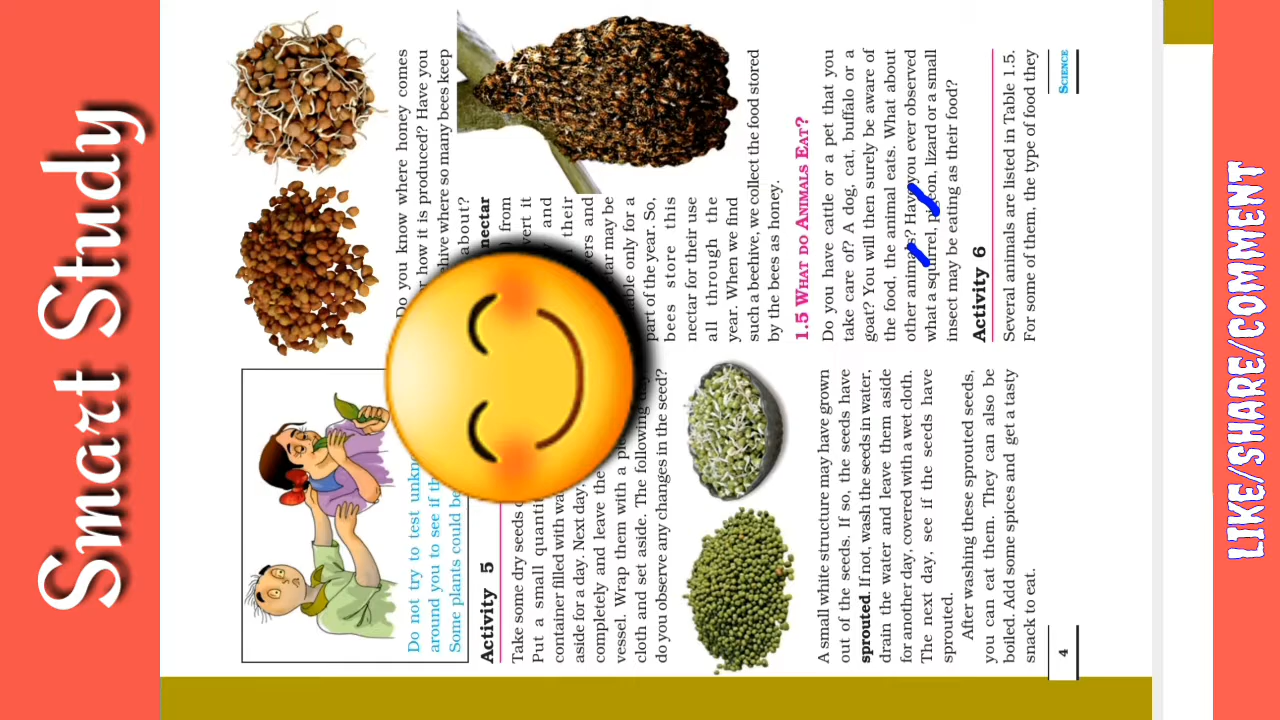 Smart Study
Do not try to test
around you to see if
Some plants could be
Activity 5
Take some dry seeds
Put a small
container filled with
aside for a day. Next day
completely and leave the
vessel. Wrap them with a
cloth and set aside. The following
do you observe any changes in the seed?
A small white structure may have grown
out of the seeds. If so, the seeds have
sprouted. If not, wash the seeds in water,
drain the water and leave them aside
for another day, covered with a wet cloth.
The next day, see if the seeds have
sprouted.
After washing these sprouted seeds,
you can eat them. They can also be
boiled. Add some spices and get a tasty
snack to eat.
4
Do you know where honey comes
how it is produced? Have you
where so many bees keep
about?
nectar
from
and
their
and
may be
only for a
part of the year. So,
bees store this
nectar for their use
all through the
year. When we find
such a beehive, we collect the food stored
by the bees as honey.
1.5 WHAT DO ANIMALS EAT?
Do you have cattle or a pet that you
take care of? A dog, cat, buffalo or a
goat? You will then surely be aware of
the food, the animal eats. What about
other animals? Have you ever observed
what a squirrel, pigeon, lizard or a small
insect may be eating as their food?
Activity 6
Several animals are listed in Table 1.5.
For some of them, the type of food they
SCIENCE
LIKE/SHARE/COMMENT